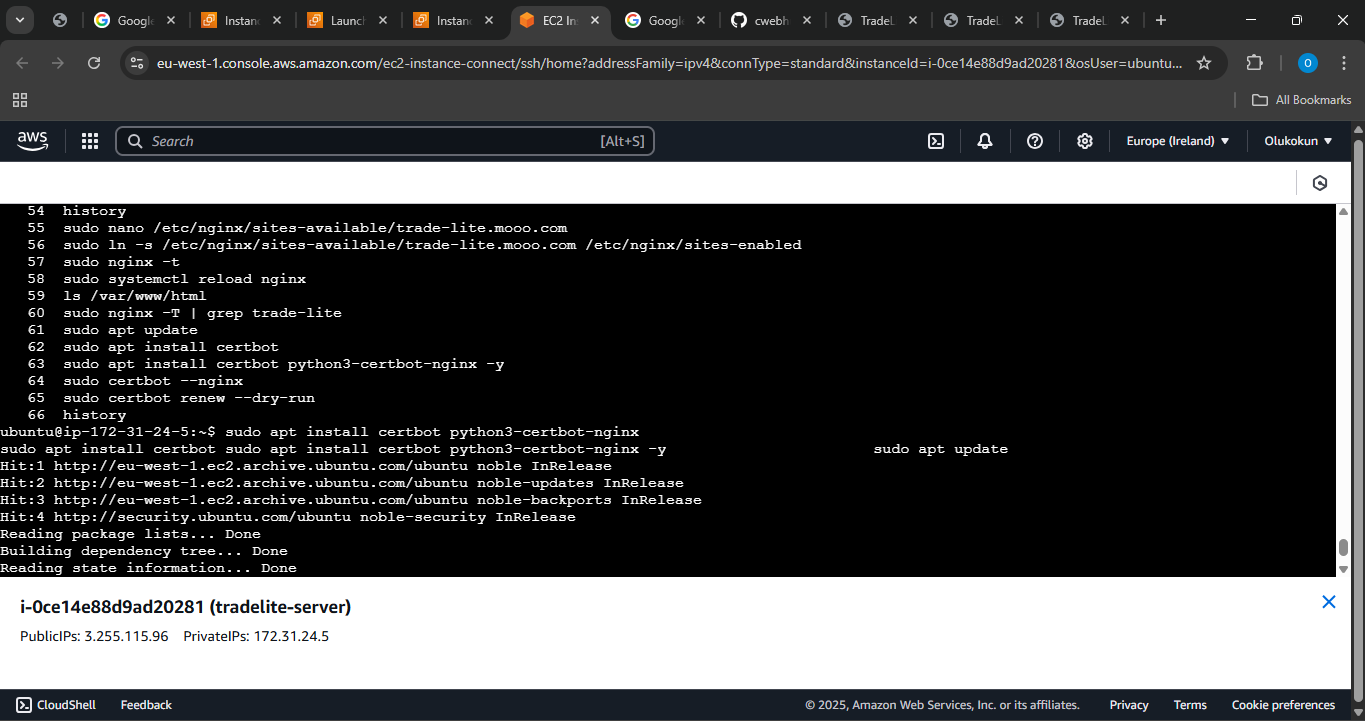 Google
Instanc
Launch
Instanc
EC2 Ins
Google
cwebh
TradeL
TradeL
TradeL
eu-west-1.console.aws.amazon.com/ec2-instance-connect/ssh/home?addressFamily=ipv4&connType=standard&instanceId=i-0ce14e88d9ad20281&osUser=ubuntu...
O
All Bookmarks
aws
Search
[Alt+S]
Europe (Ireland)
Olukokun
54 history
55 sudo nano /etc/nginx/sites-available/trade-lite.mooo.com
56 sudo ln -s /etc/nginx/sites-available/trade-lite.mooo.com /etc/nginx/sites-enabled
57 sudo nginx -t
58 sudo systemctl reload nginx
59 ls /var/www/html
60 sudo nginx -T | grep trade-lite
61 sudo apt update
62 sudo apt install certbot
63 sudo apt install certbot python3-certbot-nginx -y
64 sudo certbot --nginx
65 sudo certbot renew --dry-run
66 history
ubuntu@ip-172-31-24-5:~$ sudo apt install certbot python3-certbot-nginx
sudo apt install certbot sudo apt install certbot python3-certbot-nginx -y sudo apt update
Hit:1 http://eu-west-1.ec2.archive.ubuntu.com/ubuntu noble InRelease
Hit:2 http://eu-west-1.ec2.archive.ubuntu.com/ubuntu noble-updates InRelease
Hit:3 http://eu-west-1.ec2.archive.ubuntu.com/ubuntu noble-backports InRelease
Hit:4 http://security.ubuntu.com/ubuntu noble-security InRelease
Reading package lists... Done
Building dependency tree... Done
Reading state information... Done
i-0ce14e88d9ad20281 (tradelite-server)
PublicIPs: 3.255.115.96 PrivateIPs: 172.31.24.5
CloudShell
Feedback
© 2025, Amazon Web Services, Inc. or its affiliates.
Privacy
Terms
Cookie preferences